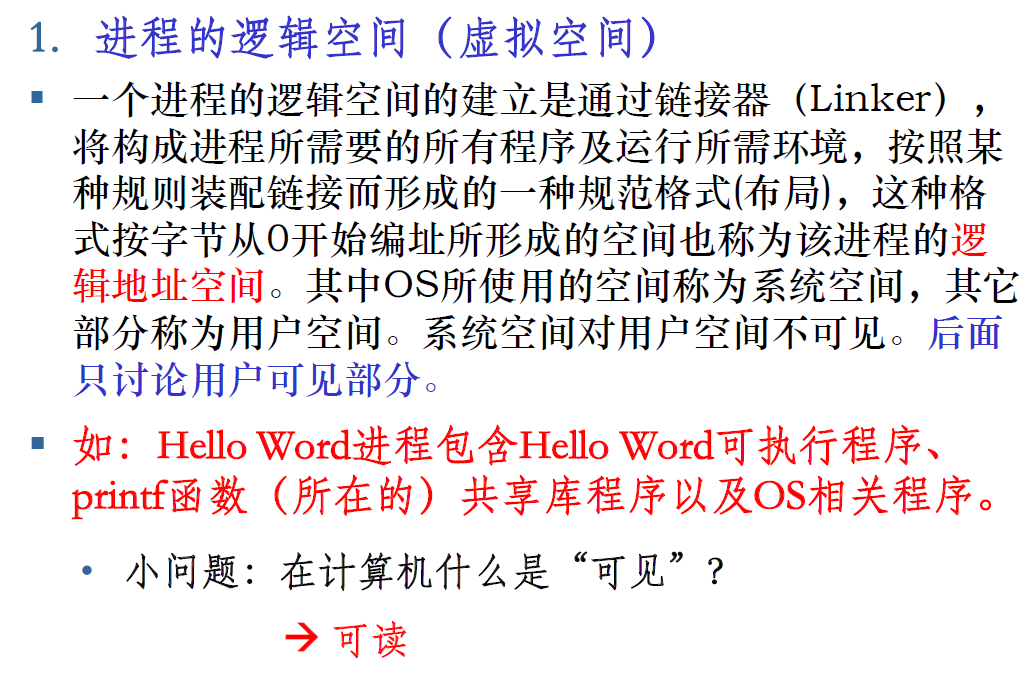 1. 进程的逻辑空间（虚拟空间）
▪ 一个进程的逻辑空间的建立是通过链接器（Linker），
将构成进程所需要的所有程序及运行所需环境，按照某
种规则装配链接而形成的一种规范格式(布局)，这种格
式按字节从0开始编址所形成的空间也称为该进程的逻
辑地址空间。其中OS所使用的空间称为系统空间，其它
部分称为用户空间。系统空间对用户空间不可见。后面
只讨论用户可见部分。
▪ 如：Hello Word进程包含Hello Word可执行程序、
printf函数（所在的）共享库程序以及OS相关程序。
• 小问题：在计算机什么是“可见”？
→ 可读